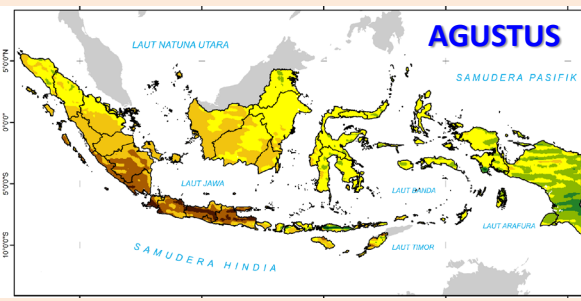 AGUSTUS
LAUT NATUNA UTARA
SAMUDERA PASIFIK
5°0'0"N
0°0'0"
5°0'0"S
10°0'0"S
LAUT JAWA
LAUT BANDA
LAUT ARAFURA
LAUT TIMOR
SAMUDERA HINDIA